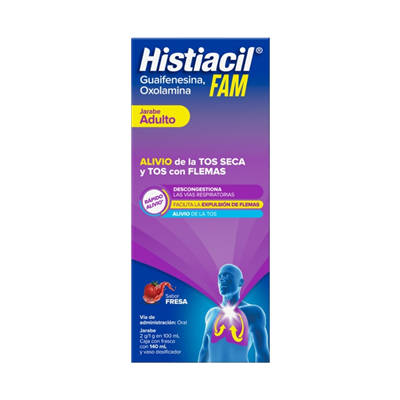 Histiacil®
FAM
Guaifenesina,
Oxolamina
Jarabe
Adulto
ALIVIO de la TOS SECA
y TOS con FLEMAS
RÁPIDO
ALIVIO*
DESCONGESTIONA
LAS VÍAS RESPIRATORIAS
FACILITA LA EXPULSIÓN DE FLEMAS
ALIVIO DE LA TOS
Sabor
FRESA
Vía de
administración: Oral
Jarabe
2 g/1 g en 100 mL
Caja con frasco
con 140 mL
y vaso dosificador